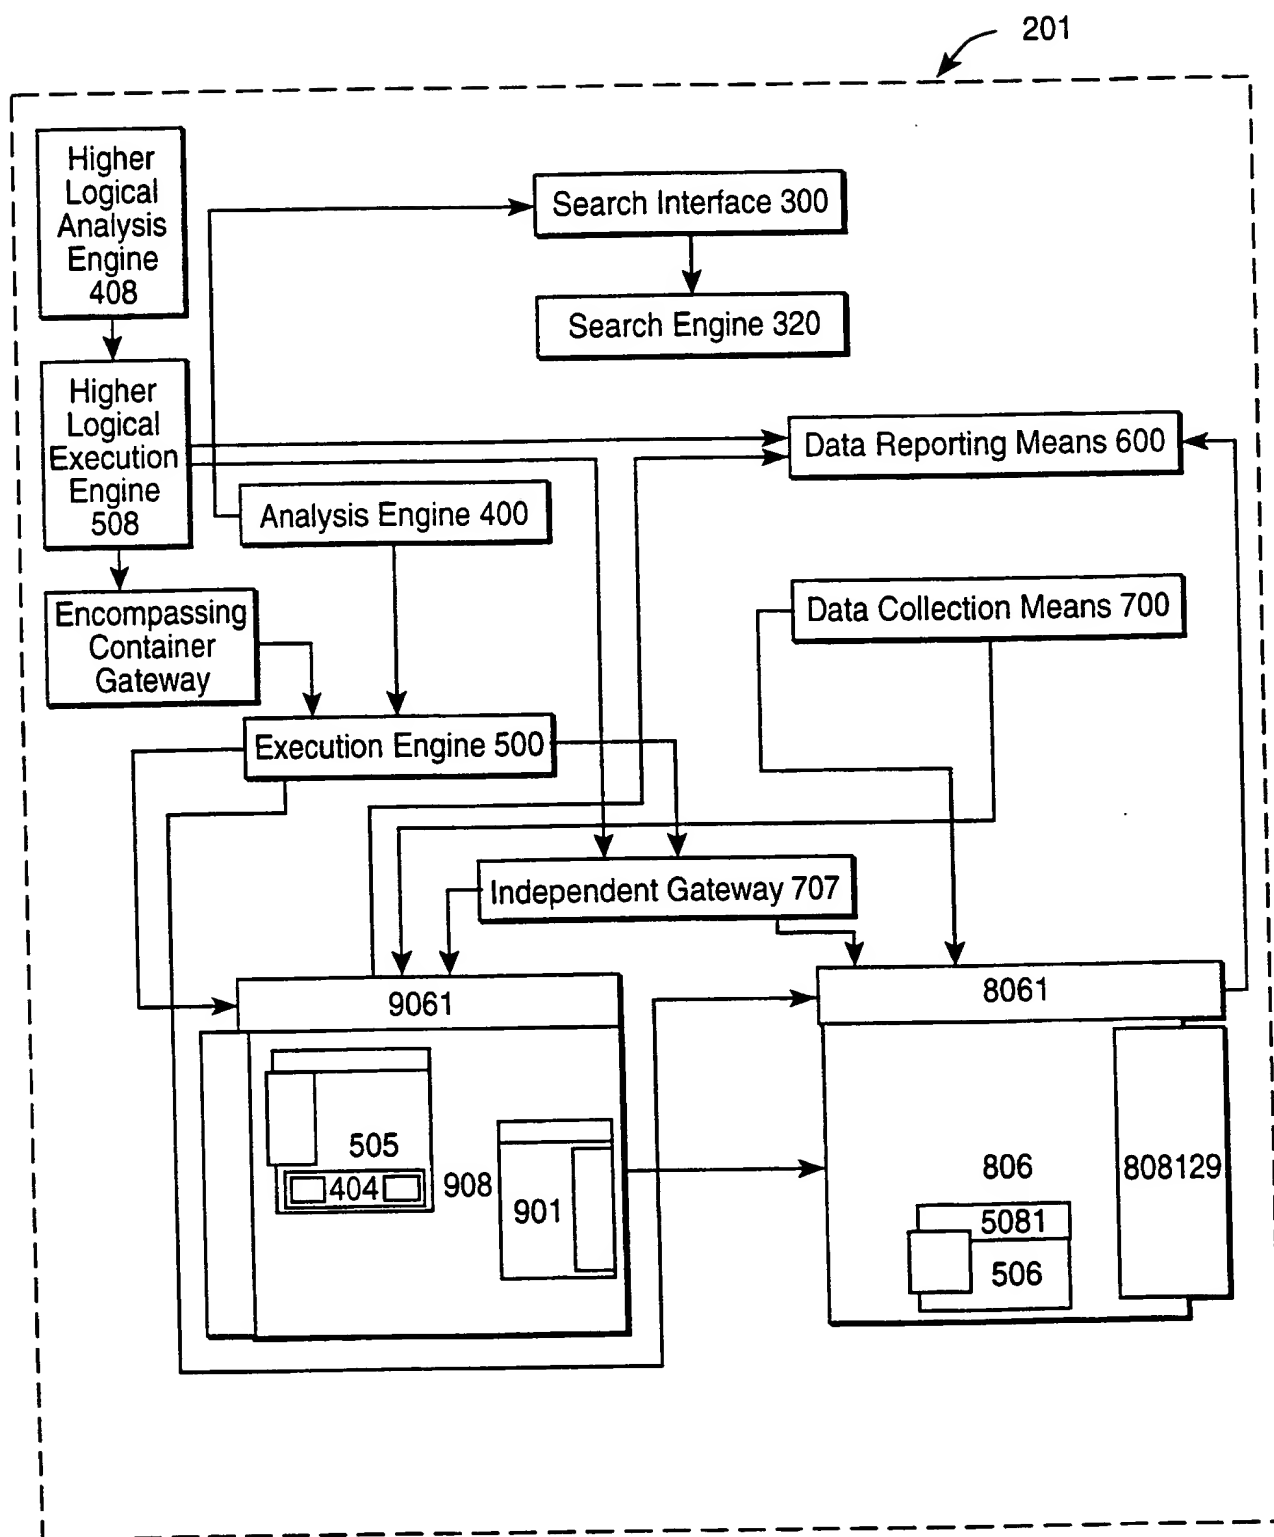 201
Higher
Logical
Analysis
Engine
408
Search Interface 300
Search Engine 320
Higher
Logical
Execution
Engine
508
Data Reporting Means 600
Analysis Engine 400
Data Collection Means 700
Encompassing
Container
Gateway
Execution Engine 500
Independent Gateway 707
9061
8061
505
404
908
901
806
808129
5081
506